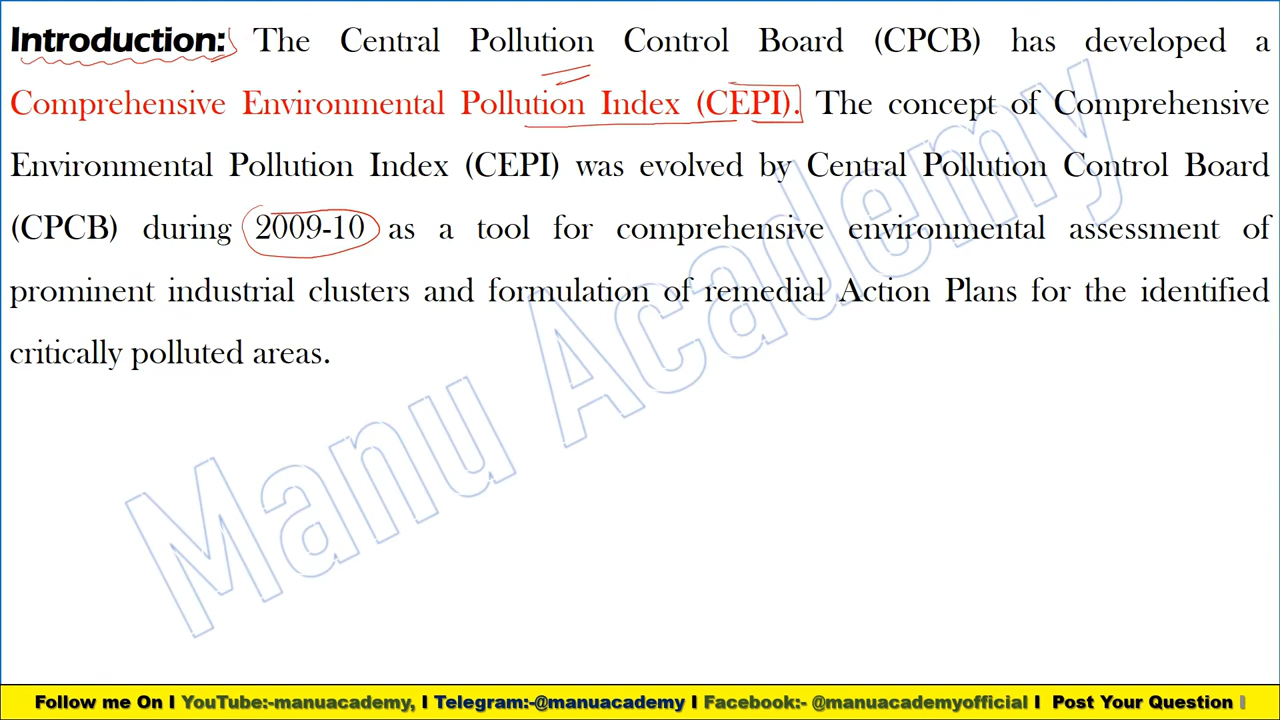 Introduction: The Central Pollution Control Board (CPCB) has developed a
Comprehensive Environmental Pollution Index (CEPI). The concept of Comprehensive
Environmental Pollution Index (CEPI) was evolved by Central Pollution Control Board
(CPCB) during 2009-10 as a tool for comprehensive environmental assessment of
prominent industrial clusters and formulation of remedial Action Plans for the identified
critically polluted areas.
Manu Academy
Follow me On I YouTube:-manuacademy, I Telegram:-@manuacademy I Facebook:- @manuacademyofficial I Post Your Question I